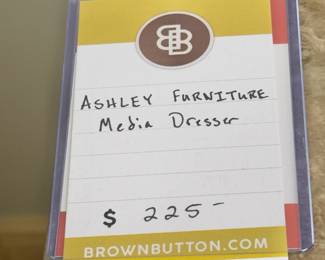 BB
ASHLEY FURNITURE
Media Dresser
$ 225-
BROWNBUTTON.COM